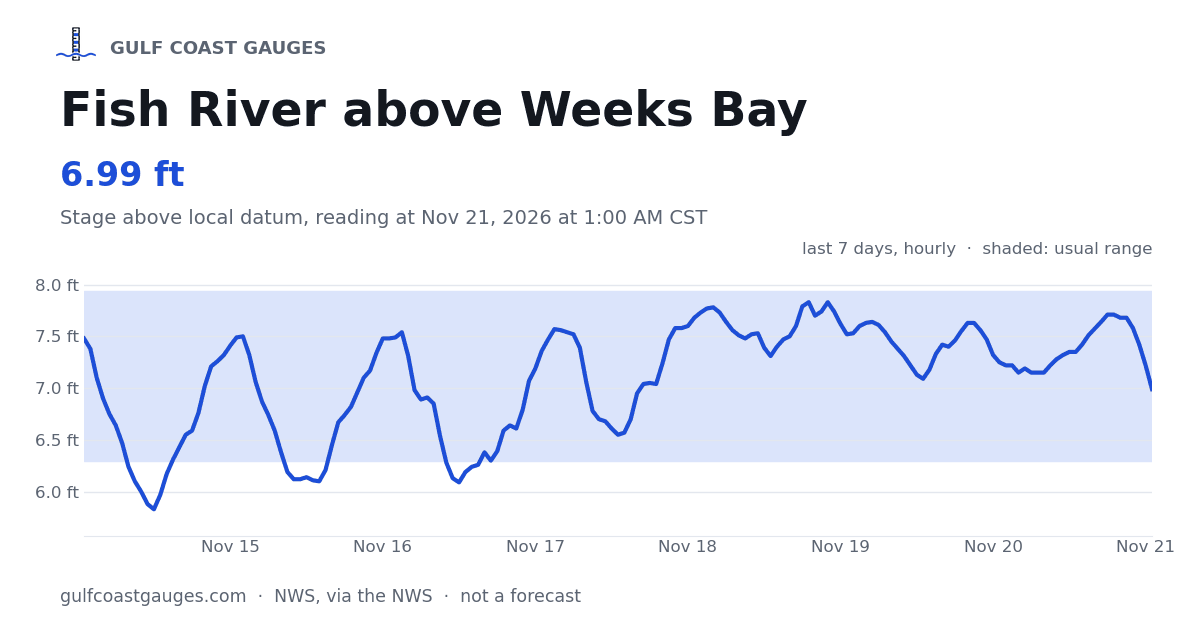 GULF COAST GAUGES
Fish River above Weeks Bay
6.99 ft
Stage above local datum, reading at Nov 21, 2026 at 1:00 AM CST
last 7 days, hourly · shaded: usual range
8.0 ft
7.5 ft
7.0 ft
6.5 ft
6.0 ft
Nov 15 Nov 16 Nov 17 Nov 18 Nov 19 Nov 20 Nov 21
gulfcoastgauges.com · NWS, via the NWS · not a forecast